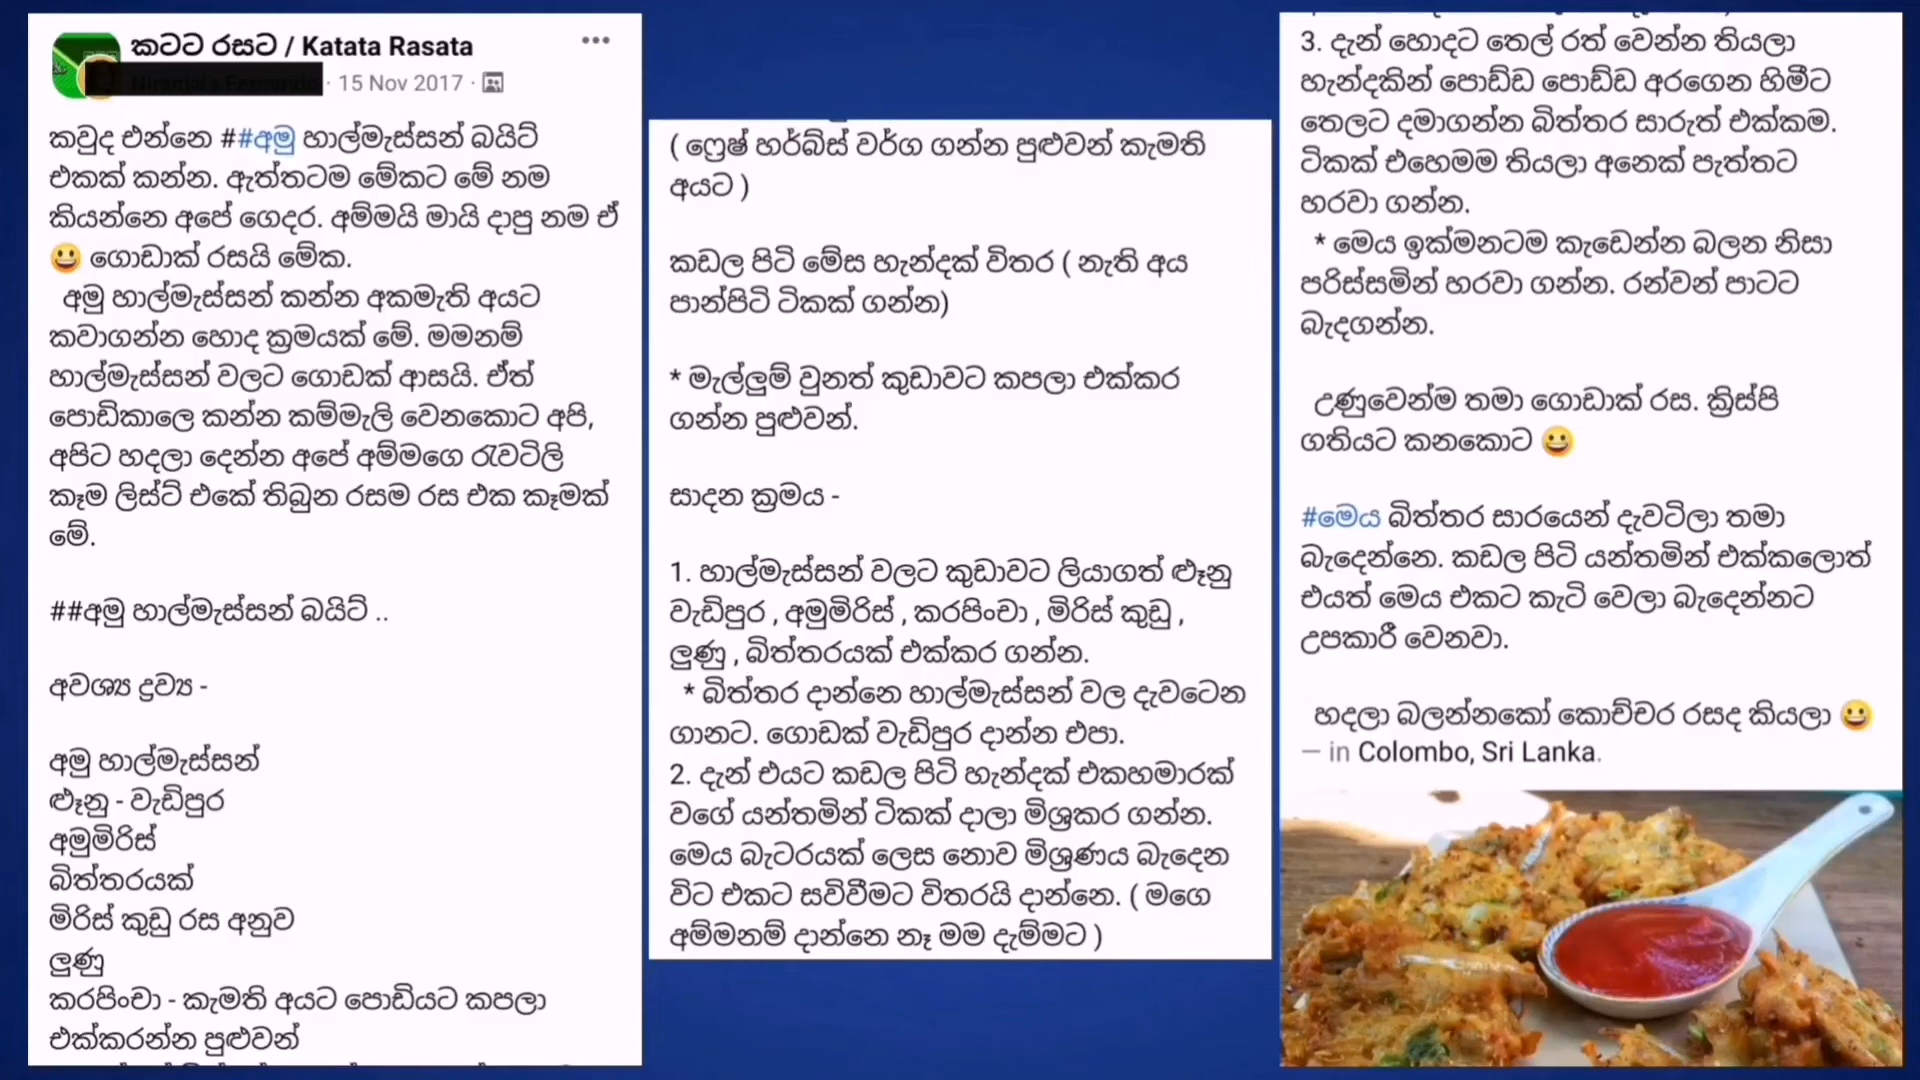 කටට රසට / Katata Rasata
15 Nov 2017
කවුද එන්නෙ ##අමු හාල්මැස්සන් බයිට්
එකක් කන්න. ඇත්තටම මේකට මේ නම
කියන්නෙ අපේ ගෙදර. අම්මයි මායි දාපු නම ඒ
😀 ගොඩාක් රසයි මේක.
අමු හාල්මැස්සන් කන්න අකමැති අයට
කවාගන්න හොද ක්‍රමයක් මේ. මමනම්
හාල්මැස්සන් වලට ගොඩක් ආසයි. ඒත්
පොඩිකාලෙ කන්න කම්මැලි වෙනකොට අපි,
අපිට හදලා දෙන්න අපේ අම්මගෙ රැවටිලි
කෑම ලිස්ට් එකේ තිබුන රසම රස එක කෑමක්
මේ.
##අමු හාල්මැස්සන් බයිට් ..
අවශ්‍ය ද්‍රව්‍ය -
අමු හාල්මැස්සන්
ළූනු - වැඩිපුර
අමුමිරිස්
බිත්තරයක්
මිරිස් කුඩු රස අනුව
ලුණු
කරපිංචා - කැමති අයට පොඩියට කපලා
එක්කරන්න පුළුවන්
( ෆ්‍රෙෂ් හර්බ්ස් වර්ග ගන්න පුළුවන් කැමති
අයට )
කඩල පිටි මේස හැන්දක් විතර ( නැති අය
පාන්පිටි ටිකක් ගන්න)
* මැල්ලුම් වුනත් කුඩාවට කපලා එක්කර
ගන්න පුළුවන්.
සාදන ක්‍රමය -
1. හාල්මැස්සන් වලට කුඩාවට ලියාගත් ළූනු
වැඩිපුර , අමුමිරිස් , කරපිංචා , මිරිස් කුඩු ,
ලුණු , බිත්තරයක් එක්කර ගන්න.
* බිත්තර දාන්නෙ හාල්මැස්සන් වල දැවටෙන
ගානට. ගොඩක් වැඩිපුර දාන්න එපා.
2. දැන් එයට කඩල පිටි හැන්දක් එකහමාරක්
වගේ යන්තමින් ටිකක් දාලා මිශ්‍රකර ගන්න.
මෙය බැටරයක් ලෙස නොව මිශ්‍රණය බැදෙන
විට එකට සවිවීමට විතරයි දාන්නෙ. ( මගෙ
අම්මනම් දාන්නෙ නෑ මම දැම්මට )
3. දැන් හොදට තෙල් රත් වෙන්න තියලා
හැන්දකින් පොඩ්ඩ පොඩ්ඩ අරගෙන හිමීට
තෙලට දමාගන්න බිත්තර සාරුත් එක්කම.
ටිකක් එහෙමම තියලා අනෙක් පැත්තට
හරවා ගන්න.
* මෙය ඉක්මනටම කැඩෙන්න බලන නිසා
පරිස්සමින් හරවා ගන්න. රන්වන් පාටට
බැදගන්න.
උණුවෙන්ම තමා ගොඩාක් රස. ක්‍රිස්පි
ගතියට කනකොට 😀
#මෙය බිත්තර සාරයෙන් දැවටිලා තමා
බැදෙන්නෙ. කඩල පිටි යන්තමින් එක්කලොත්
එයත් මෙය එකට කැටි වෙලා බැදෙන්නට
උපකාරී වෙනවා.
හදලා බලන්නකෝ කොච්චර රසද කියලා 😀
— in Colombo, Sri Lanka.